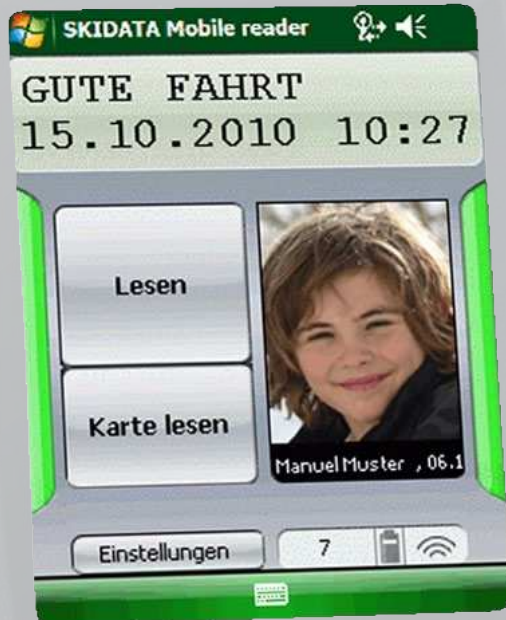 SKIDATA Mobile reader
GUTE FAHRT
15.10.2010 10:27
Lesen
Karte lesen
Manuel Muster , 06.1
Einstellungen
7